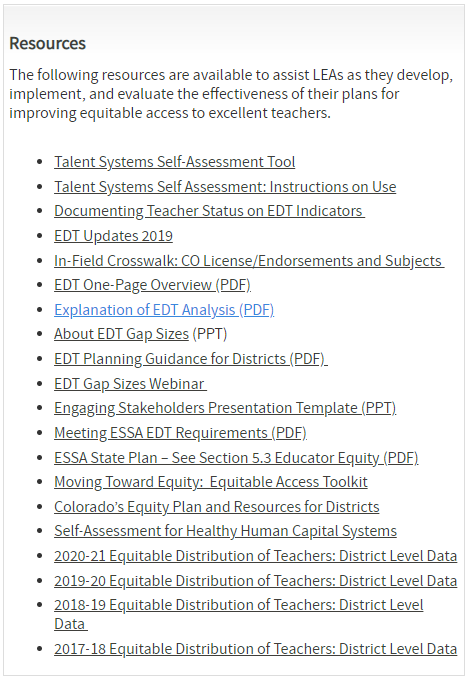 Resources
The following resources are available to assist LEAs as they develop,
implement, and evaluate the effectiveness of their plans for
improving equitable access to excellent teachers.
• Talent Systems Self-Assessment Tool
• Talent Systems Self Assessment: Instructions on Use
• Documenting Teacher Status on EDT Indicators
• EDT Updates 2019
• In-Field Crosswalk: CO License/Endorsements and Subjects
• EDT One-Page Overview (PDF)
• Explanation of EDT Analysis (PDF)
• About EDT Gap Sizes (PPT)
• EDT Planning Guidance for Districts (PDF)
• EDT Gap Sizes Webinar
• Engaging Stakeholders Presentation Template (PPT)
• Meeting ESSA EDT Requirements (PDF)
• ESSA State Plan – See Section 5.3 Educator Equity (PDF)
• Moving Toward Equity:  Equitable Access Toolkit
• Colorado’s Equity Plan and Resources for Districts
• Self-Assessment for Healthy Human Capital Systems
• 2020-21 Equitable Distribution of Teachers: District Level Data
• 2019-20 Equitable Distribution of Teachers: District Level Data
• 2018-19 Equitable Distribution of Teachers: District Level
Data
• 2017-18 Equitable Distribution of Teachers: District Level Data